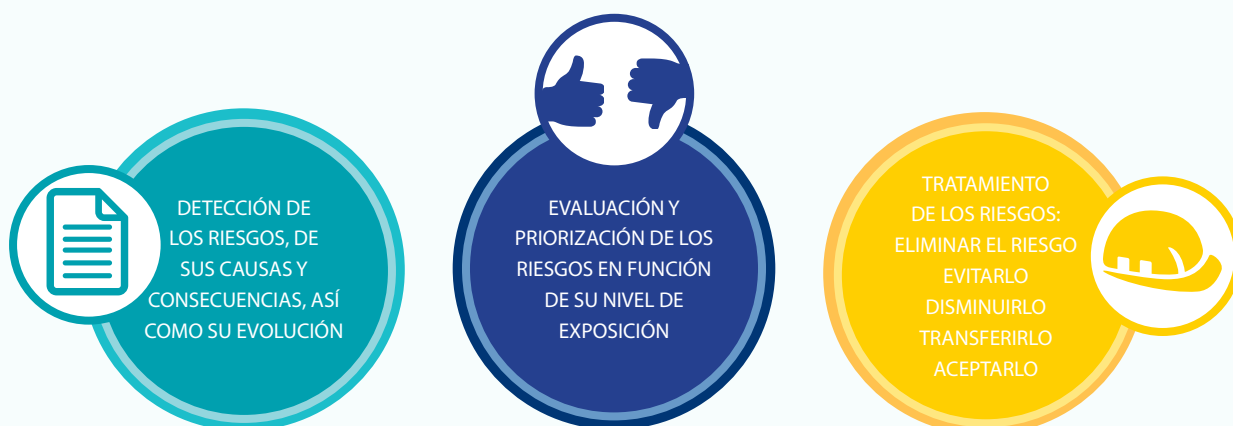 DETECCIÓN DE
LOS RIESGOS, DE
SUS CAUSAS Y
CONSECUENCIAS, ASÍ
COMO SU EVOLUCIÓN
EVALUACIÓN Y
PRIORIZACIÓN DE LOS
RIESGOS EN FUNCIÓN
DE SU NIVEL DE
EXPOSICIÓN
TRATAMIENTO
DE LOS RIESGOS:
ELIMINAR EL RIESGO
EVITARLO
DISMINUIRLO
TRANSFERIRLO
ACEPTARLO